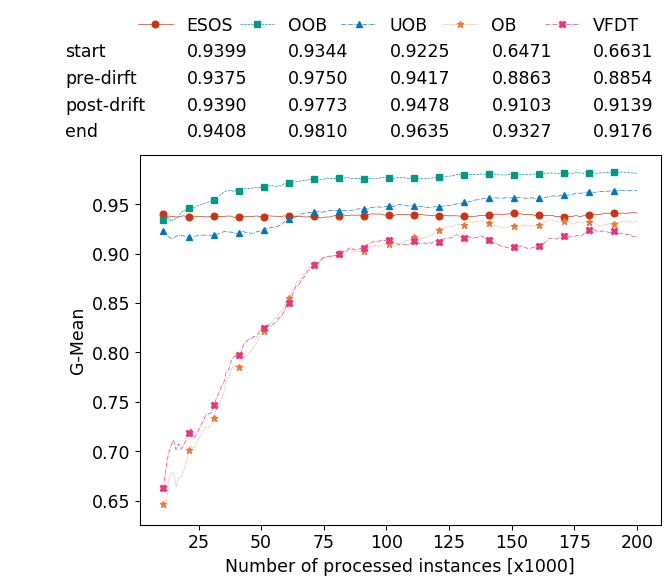 ESOS OOB UOB OB VFDT
start 0.9399 0.9344 0.9225 0.6471 0.6631
pre-dirft 0.9375 0.9750 0.9417 0.8863 0.8854
post-drift 0.9390 0.9773 0.9478 0.9103 0.9139
end 0.9408 0.9810 0.9635 0.9327 0.9176
0.95
0.90
0.85
0.80
0.75
0.70
0.65
G-Mean
25 50 75 100 125 150 175 200
Number of processed instances [x1000]